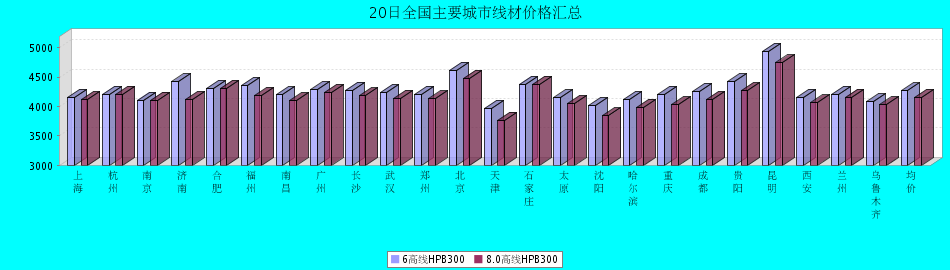 20日全国主要城市线材价格汇总
5000
4500
4000
3500
3000
上海 杭州 南京 济南 合肥 福州 南昌 广州 长沙 武汉 郑州 北京 天津 石家庄 太原 沈阳 哈尔滨 重庆 成都 贵阳 昆明 西安 兰州 乌鲁木齐 均价
6高线HPB300 8.0高线HPB300